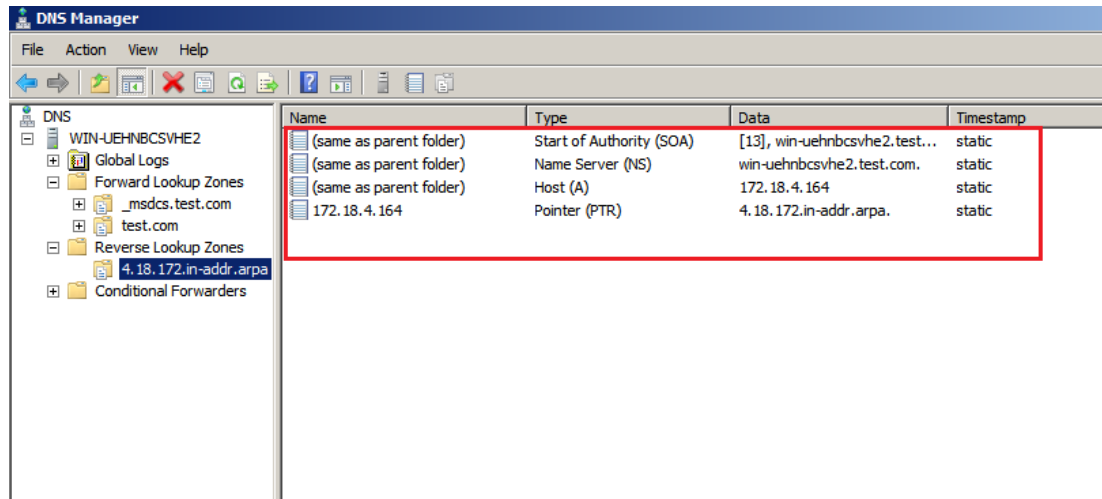 DNS Manager
File Action View Help
DNS
WIN-UEHNBCSVHE2
Global Logs
Forward Lookup Zones
_msdcs.test.com
test.com
Reverse Lookup Zones
4.18.172.in-addr.arpa
Conditional Forwarders
Name Type Data Timestamp
(same as parent folder) Start of Authority (SOA) [13], win-uehnbcsvhe2.test... static
(same as parent folder) Name Server (NS) win-uehnbcsvhe2.test.com. static
(same as parent folder) Host (A) 172.18.4.164 static
172.18.4.164 Pointer (PTR) 4.18.172.in-addr.arpa. static